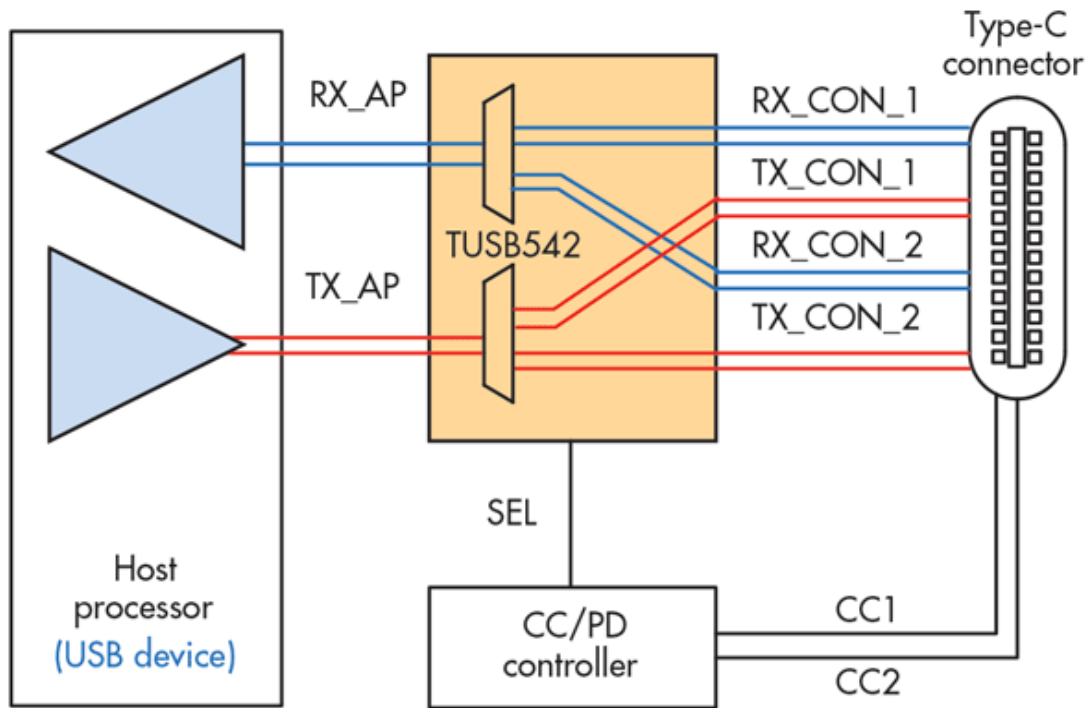 Type-C
connector
RX_AP
RX_CON_1
TX_CON_1
TUSB542
RX_CON_2
TX_AP
TX_CON_2
SEL
Host
processor
(USB device)
CC/PD
controller
CC1
CC2